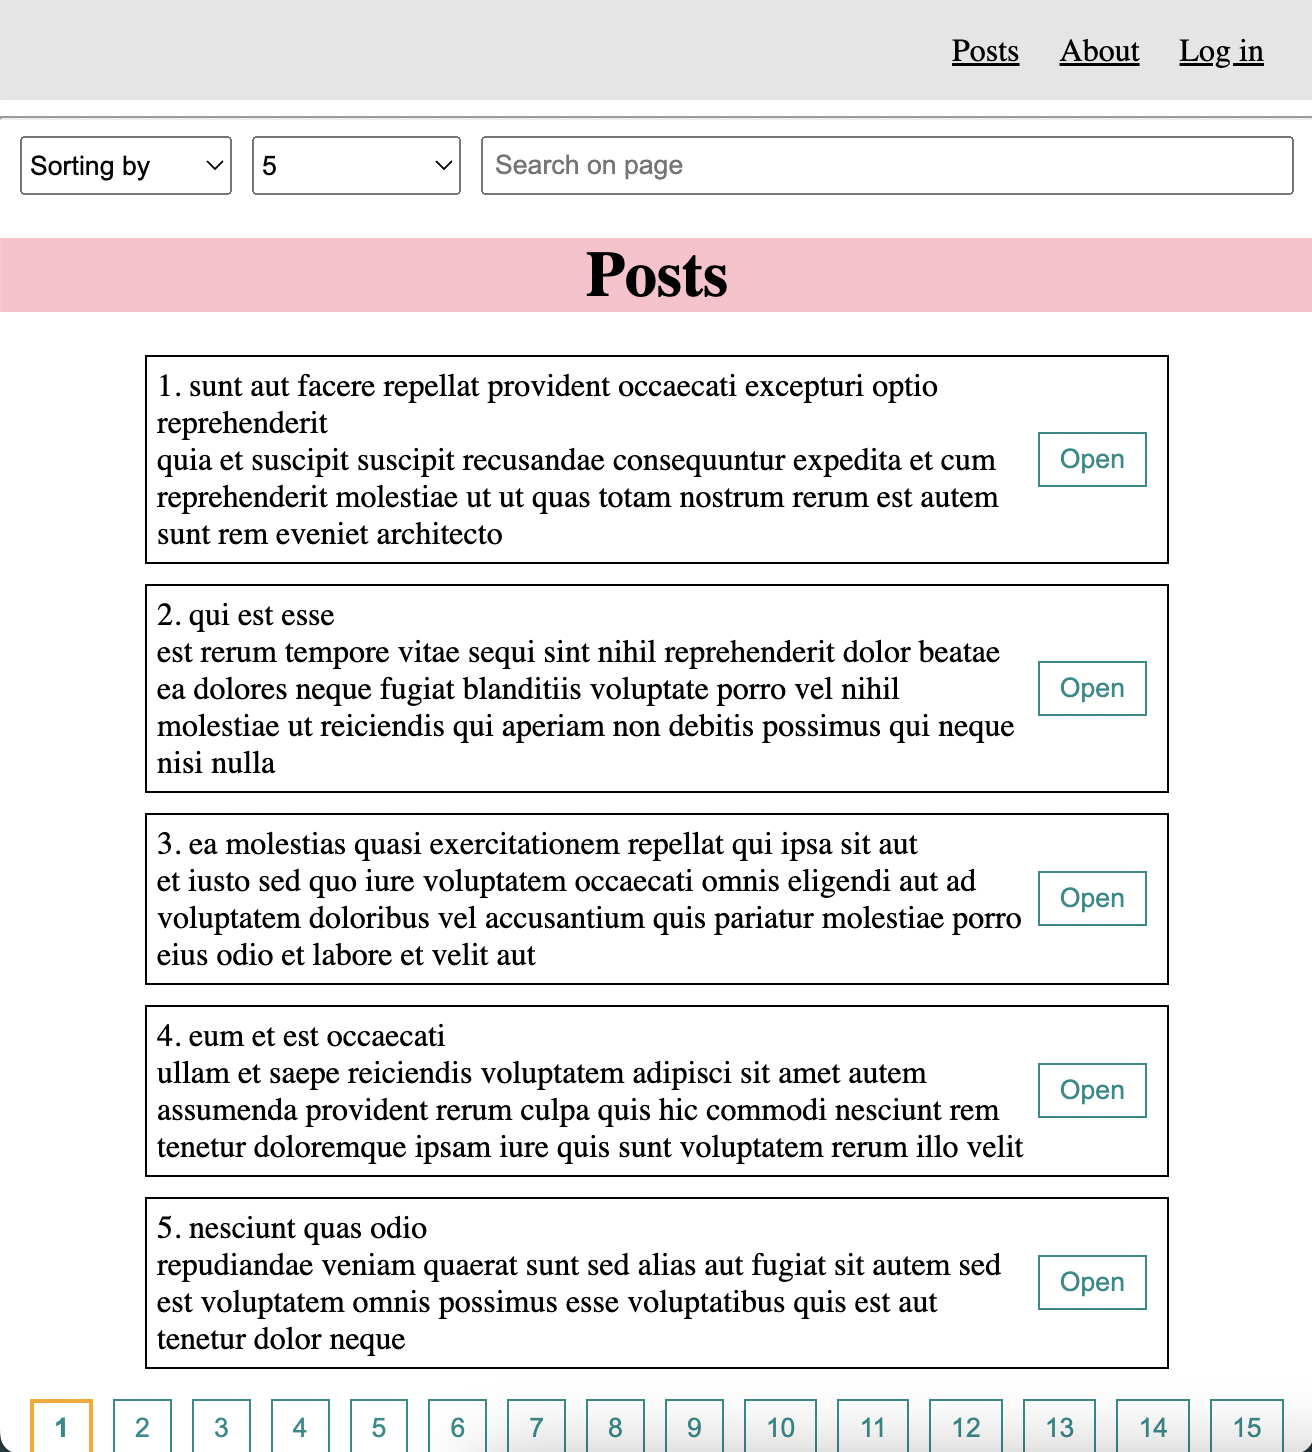 Posts About Log in
Sorting by 5 Search on page
Posts
1. sunt aut facere repellat provident occaecati excepturi optio
reprehenderit
quia et suscipit suscipit recusandae consequuntur expedita et cum
reprehenderit molestiae ut ut quas totam nostrum rerum est autem
sunt rem eveniet architecto
Open
2. qui est esse
est rerum tempore vitae sequi sint nihil reprehenderit dolor beatae
ea dolores neque fugiat blanditiis voluptate porro vel nihil
molestiae ut reiciendis qui aperiam non debitis possimus qui neque
nisi nulla
Open
3. ea molestias quasi exercitationem repellat qui ipsa sit aut
et iusto sed quo iure voluptatem occaecati omnis eligendi aut ad
voluptatem doloribus vel accusantium quis pariatur molestiae porro
eius odio et labore et velit aut
Open
4. eum et est occaecati
ullam et saepe reiciendis voluptatem adipisci sit amet autem
assumenda provident rerum culpa quis hic commodi nesciunt rem
tenetur doloremque ipsam iure quis sunt voluptatem rerum illo velit
Open
5. nesciunt quas odio
repudiandae veniam quaerat sunt sed alias aut fugiat sit autem sed
est voluptatem omnis possimus esse voluptatibus quis est aut
tenetur dolor neque
Open
1 2 3 4 5 6 7 8 9 10 11 12 13 14 15